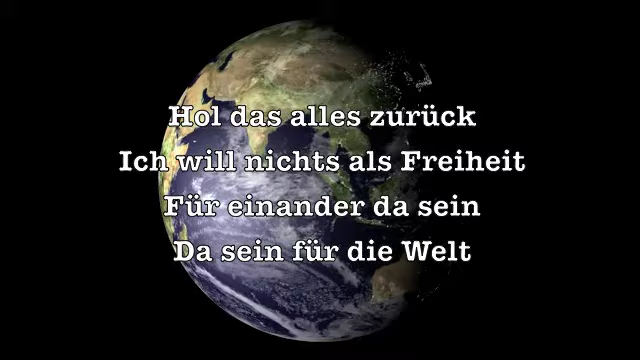 Hol das alles zurück
Ich will nichts als Freiheit
Für einander da sein
Da sein für die Welt